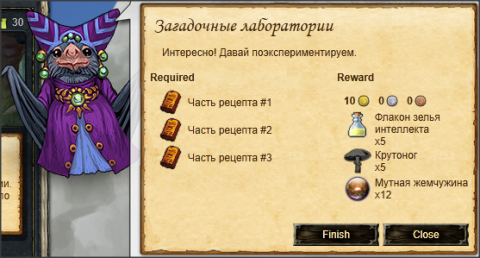 30
Загадочные лаборатории
Интересно! Давай поэкспериментируем.
Required
Reward
Часть рецепта #1
Часть рецепта #2
Часть рецепта #3
10 0 0
Флакон зелья
интеллекта
x5
Крутоног
x5
Мутная жемчужина
x12
Finish
Close